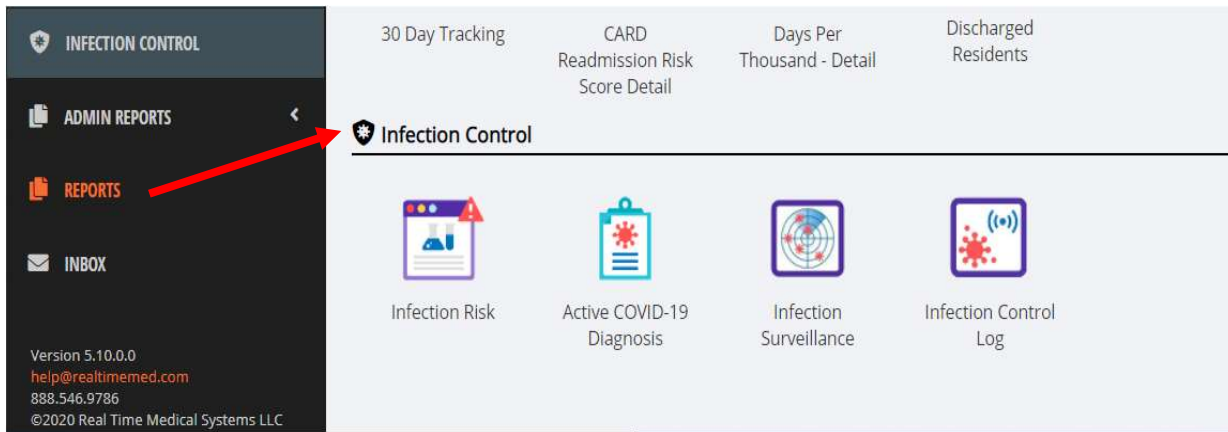 INFECTION CONTROL
ADMIN REPORTS
REPORTS
INBOX
Version 5.10.0.0
help@realtimemed.com
888.546.9786
©2020 Real Time Medical Systems LLC
30 Day Tracking
CARD
Readmission Risk
Score Detail
Days Per
Thousand - Detail
Discharged
Residents
Infection Control
Infection Risk
Active COVID-19
Diagnosis
Infection
Surveillance
Infection Control
Log